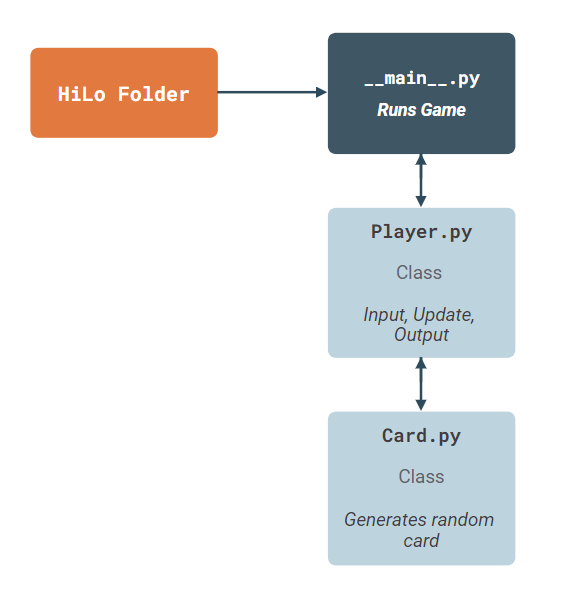 HiLo Folder
__main__.py
Runs Game
Player.py
Class
Input, Update,
Output
Card.py
Class
Generates random
card